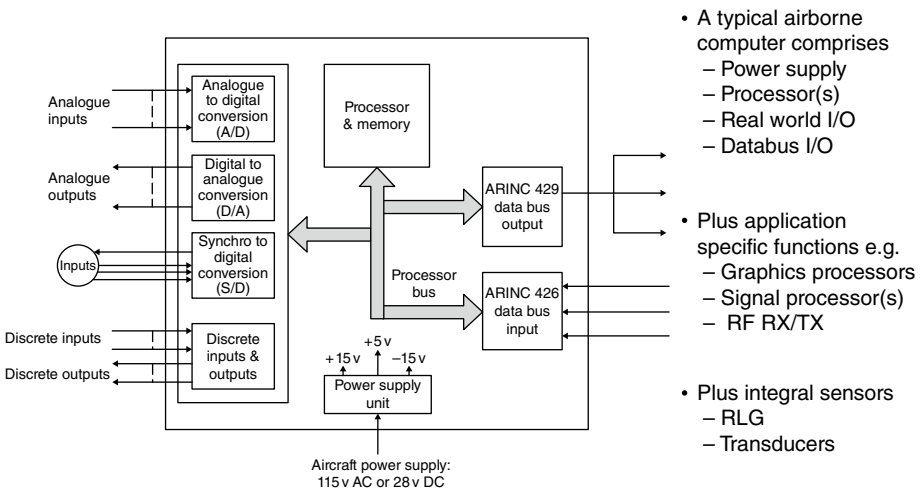 Analogue
inputs
Analogue
outputs
Inputs
Discrete inputs
Discrete outputs
Analogue
to digital
conversion
(A/D)
Digital to
analogue
conversion
(D/A)
Synchro to
digital
conversion
(S/D)
Discrete
inputs &
outputs
Processor
& memory
Processor
bus
ARINC 429
data bus
output
ARINC 426
data bus
input
+5 v
+15 v
–15 v
Power supply
unit
Aircraft power supply:
115 v AC or 28 v DC
• A typical airborne
computer comprises
– Power supply
– Processor(s)
– Real world I/O
– Databus I/O
• Plus application
specific functions e.g.
– Graphics processors
– Signal processor(s)
– RF RX/TX
• Plus integral sensors
– RLG
– Transducers